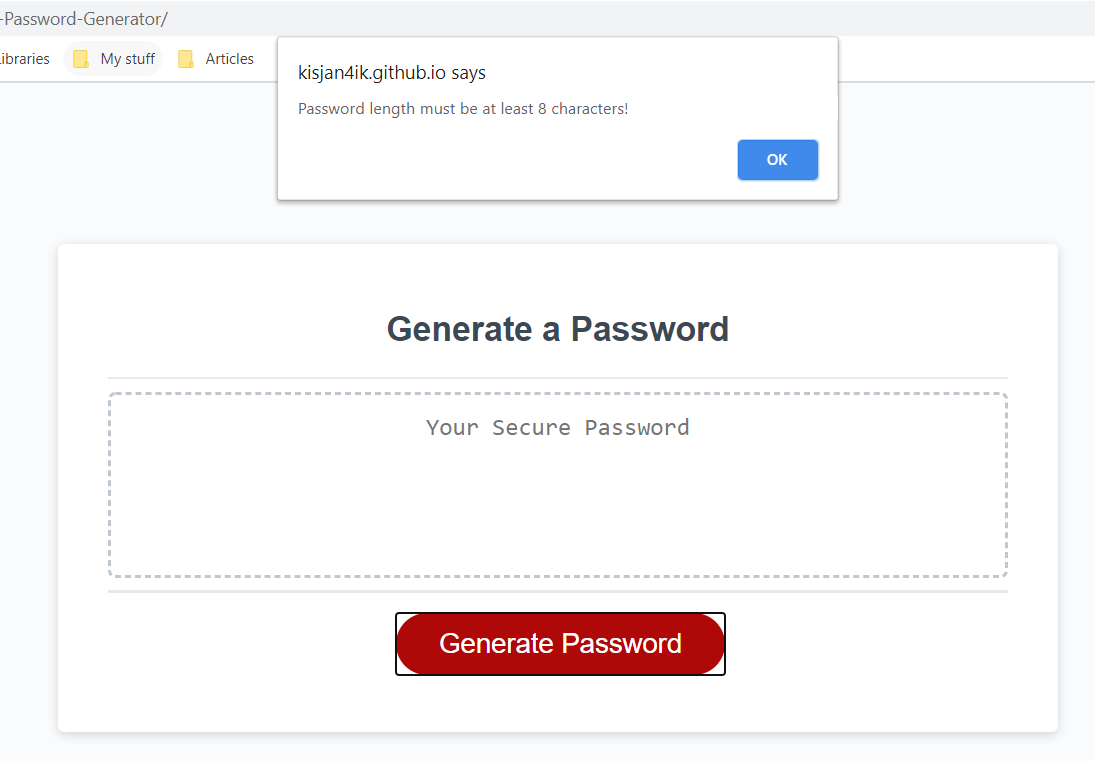 -Password-Generator/
ibraries My stuff Articles
kisjan4ik.github.io says
Password length must be at least 8 characters!
OK
Generate a Password
Your Secure Password
Generate Password